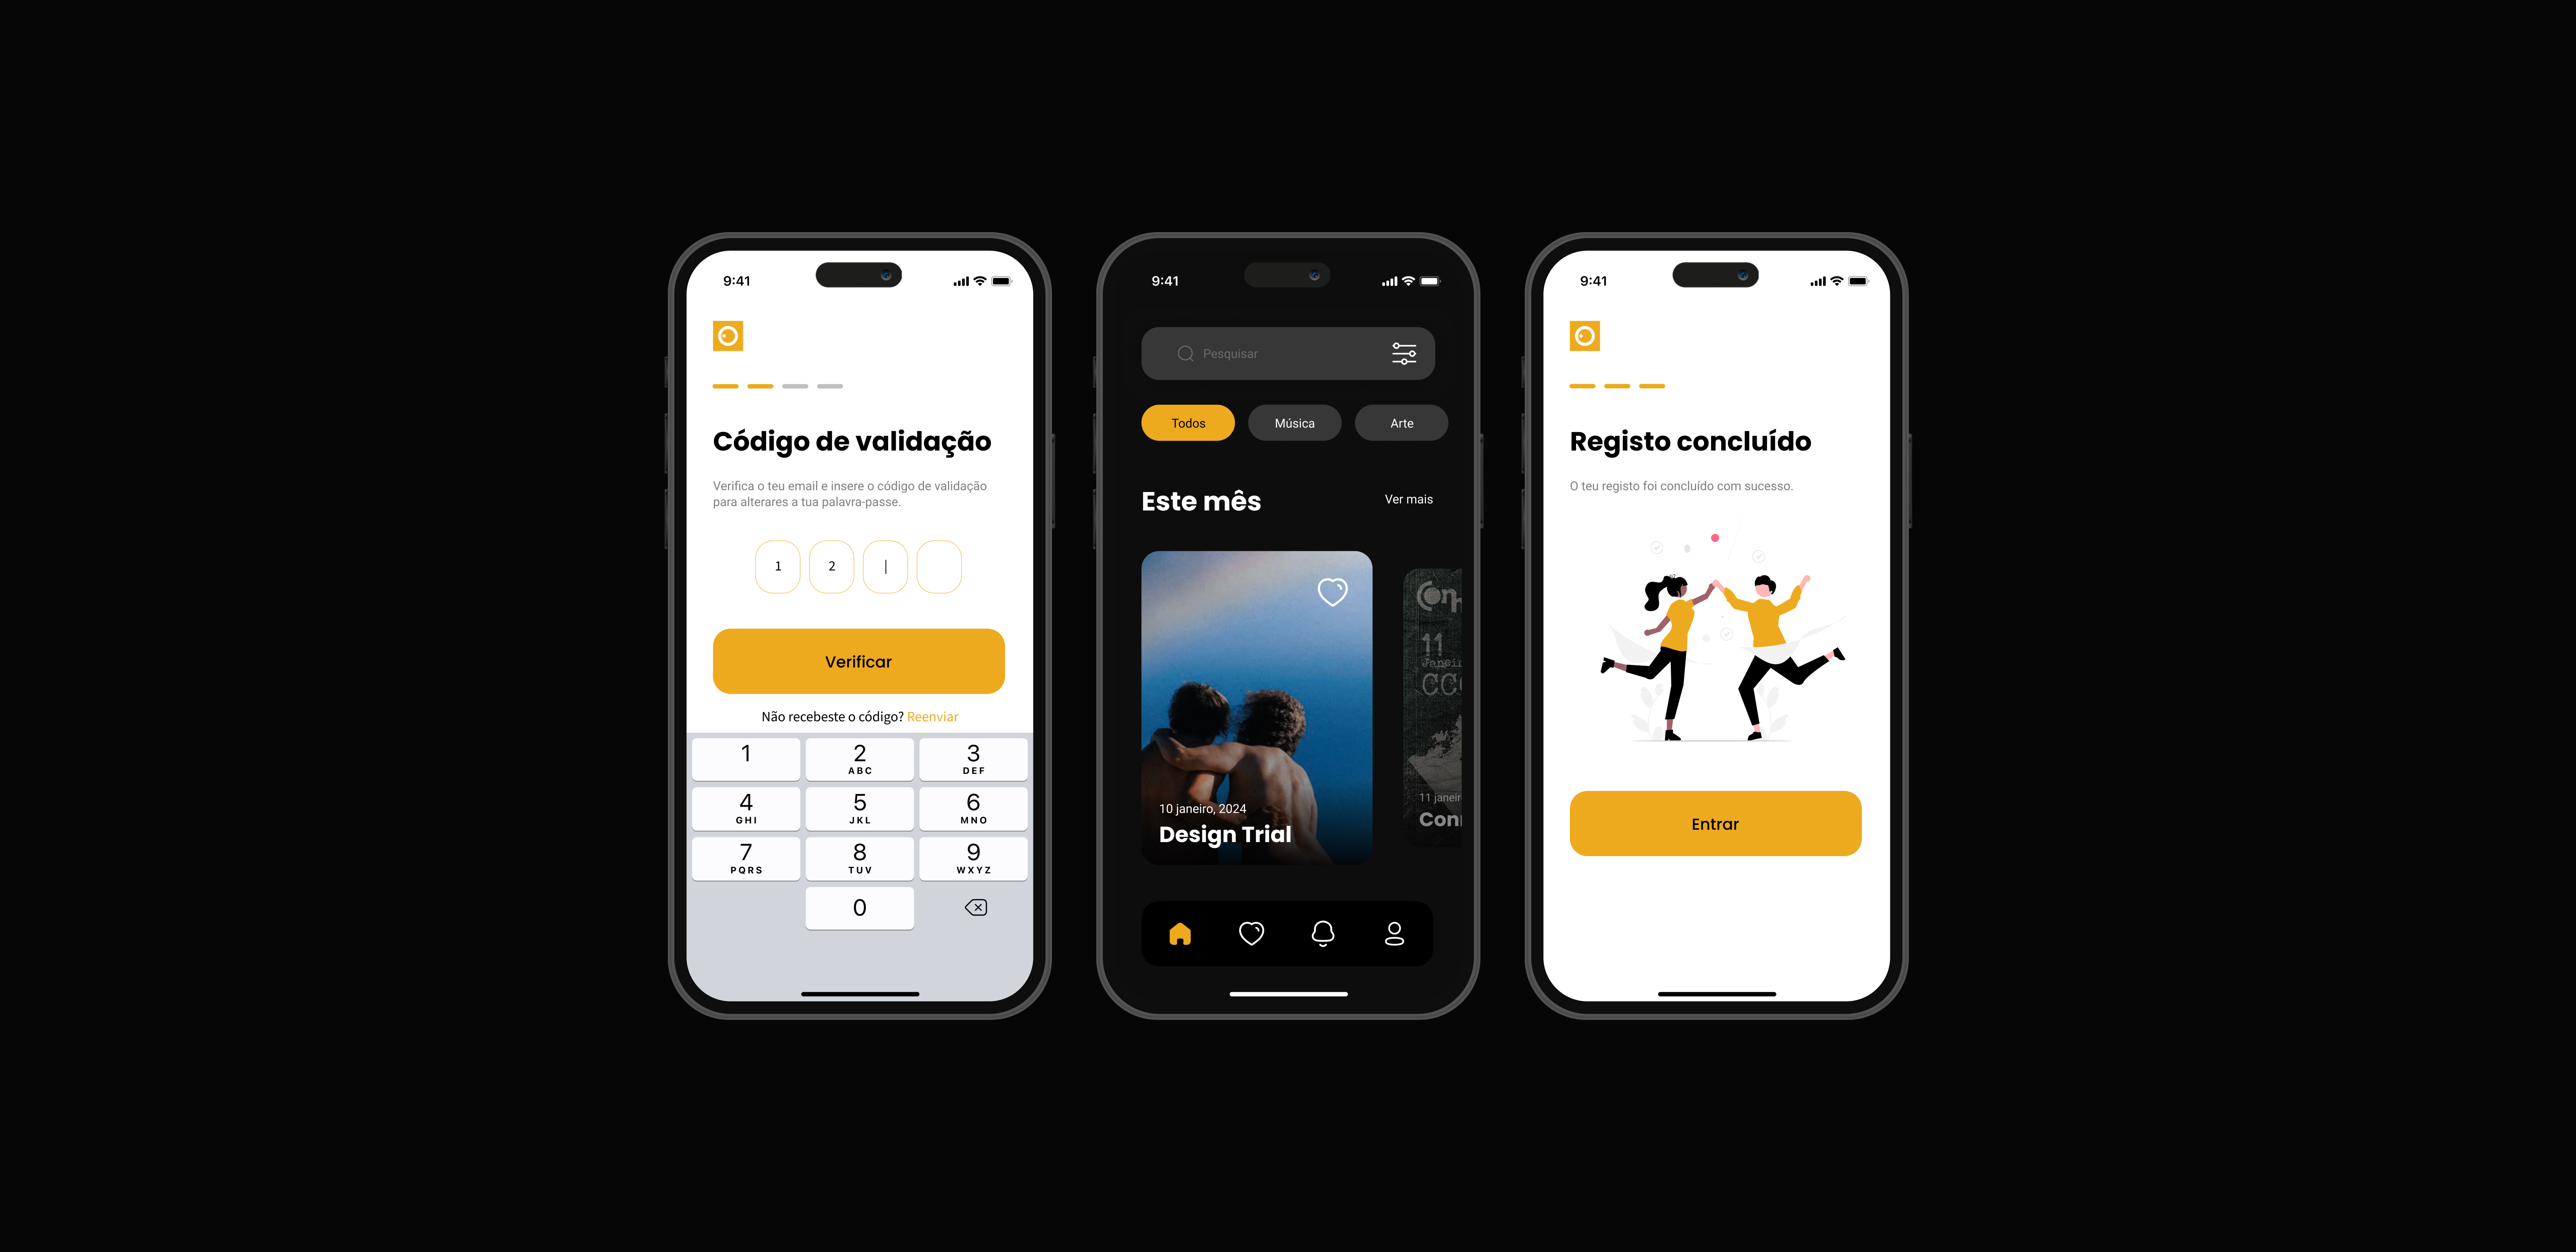 9:41
Código de validação
Verifica o teu email e insere o código de validação
para alterares a tua palavra-passe.
1 2
Verificar
Não recebeste o código? Reenviar
1 2 3
ABC DEF
4 5 6
GHI JKL MNO
7 8 9
PQRS TUV WXYZ
0
9:41
Pesquisar
Todos Música Arte
Este mês Ver mais
10 janeiro, 2024
Design Trial
11
CC
11 janeir
9:41
Registo concluído
O teu registo foi concluído com sucesso.
Entrar